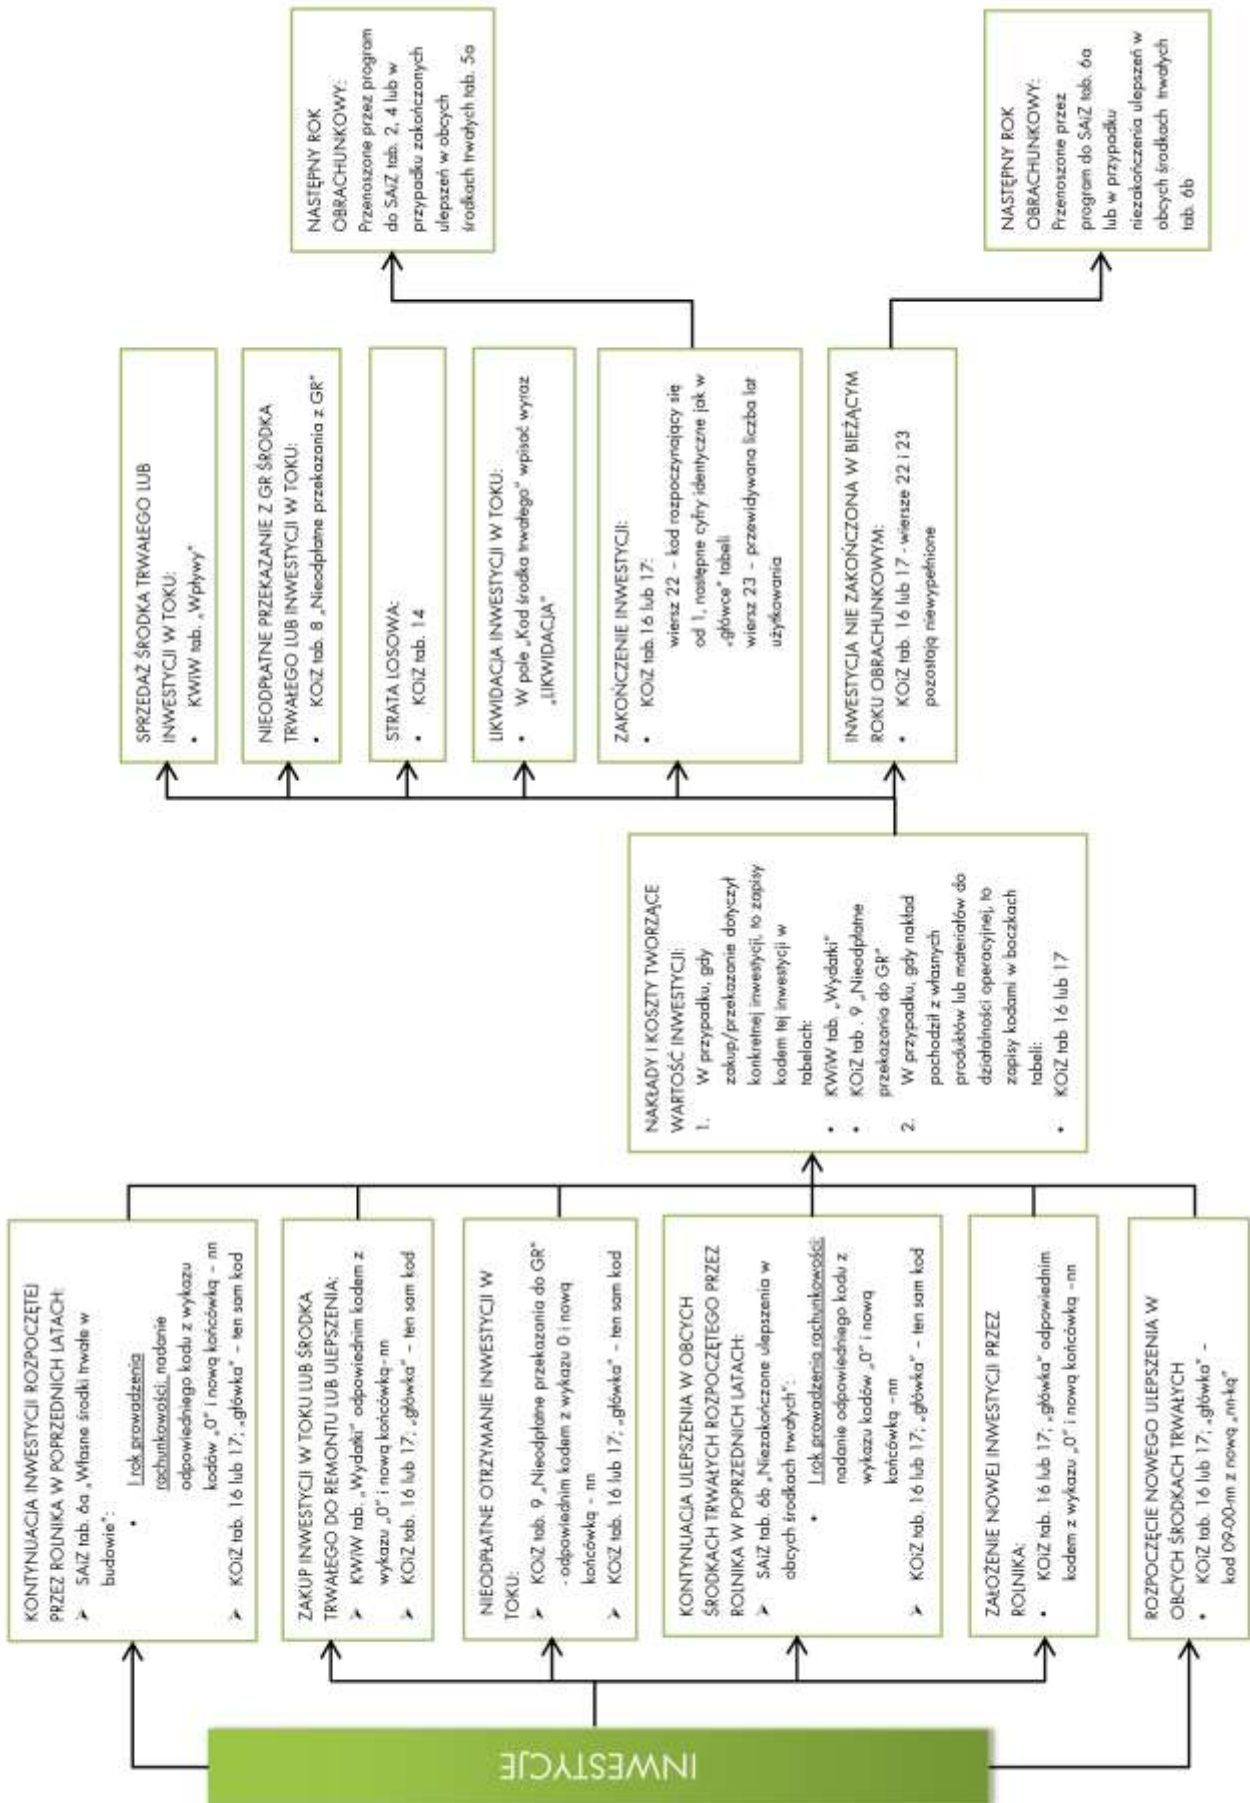 INWESTYCJE
KONTYNUACJA INWESTYCJI ROZPOCZĘTEJ
PRZEZ ROLNIKA W POPRZEDNICH LATACH:
➤ SAiZ tab. 6a „Własne środki trwałe w
budowie":
• I rok prowadzenia
rachunkowości: nadanie
odpowiedniego kodu z wykazu
kodów „0" i nową końcówką – nn
➤ KOiZ tab. 16 lub 17; „główka" – ten sam kod
ZAKUP INWESTYCJI W TOKU LUB ŚRODKA
TRWAŁEGO DO REMONTU LUB ULEPSZENIA:
➤ KWiW tab. „Wydatki" odpowiednim kodem z
wykazu „0" i nową końcówką–nn
➤ KOiZ tab. 16 lub 17; „główka" – ten sam kod
NIEODPŁATNE OTRZYMANIE INWESTYCJI W
TOKU:
➤ KOiZ tab. 9 „Nieodpłatne przekazania do GR"
- odpowiednim kodem z wykazu 0 i nową
końcówką – nn
➤ KOiZ tab. 16 lub 17; „główka" – ten sam kod
KONTYNUACJA ULEPSZENIA W OBCYCH
ŚRODKACH TRWAŁYCH ROZPOCZĘTEGO PRZEZ
ROLNIKA W POPRZEDNICH LATACH:
➤ SAiZ tab. 6b „Niezakończone ulepszenia w
obcych środkach trwałych":
• I rok prowadzenia rachunkowości:
nadanie odpowiedniego kodu z
wykazu kodów „0" i nową
końcówką –nn
➤ KOiZ tab. 16 lub 17; „główka" – ten sam kod
ZAŁOŻENIE NOWEJ INWESTYCJI PRZEZ
ROLNIKA:
• KOiZ tab. 16 lub 17; „główka" odpowiednim
kodem z wykazu „0" i nową końcówką –nn
ROZPOCZĘCIE NOWEGO ULEPSZENIA W
OBCYCH ŚRODKACH TRWAŁYCH
• KOiZ tab. 16 lub 17; „główka" –
kod 09-00-nn z nową „nn-ką"
NAKŁADY I KOSZTY TWORZĄCE
WARTOŚĆ INWESTYCJI:
1. W przypadku, gdy
zakup/przekazanie dotyczył
konkretnej inwestycji, to zapisy
kodem tej inwestycji w
tabelach:
• KWiW tab. „Wydatki"
• KOiZ tab . 9 „Nieodpłatne
przekazania do GR"
2. W przypadku, gdy nakład
pochodził z własnych
produktów lub materiałów do
działalności operacyjnej, to
zapisy kodami w boczkach
tabeli:
• KOiZ tab 16 lub 17
SPRZEDAŻ ŚRODKA TRWAŁEGO LUB
INWESTYCJI W TOKU:
• KWiW tab. „Wpływy"
NIEODPŁATNE PRZEKAZANIE Z GR ŚRODKA
TRWAŁEGO LUB INWESTYCJI W TOKU:
• KOiZ tab. 8 „Nieodpłatne przekazania z GR"
STRATA LOSOWA:
• KOiZ tab. 14
LIKWIDACJA INWESTYCJI W TOKU:
• W pole „Kod środka trwałego" wpisać wyraz
„LIKWIDACJA"
ZAKOŃCZENIE INWESTYCJI:
• KOiZ tab.16 lub 17:
wiersz 22 – kod rozpoczynający się
od 1, następne cyfry identyczne jak w
„główce" tabeli
wiersz 23 – przewidywana liczba lat
użytkowania
INWESTYCJA NIE ZAKOŃCZONA W BIEŻĄCYM
ROKU OBRACHUNKOWYM:
• KOiZ tab. 16 lub 17 - wiersze 22 i 23
pozostają niewypełnione
NASTĘPNY ROK
OBRACHUNKOWY:
Przenoszone przez program
do SAiZ tab. 2, 4 lub w
przypadku zakończonych
ulepszeń w obcych
środkach trwałych tab. 5a
NASTĘPNY ROK
OBRACHUNKOWY:
Przenoszone przez
program do SAiZ tab. 6a
lub w przypadku
niezakończenia ulepszeń w
obcych środkach trwałych
tab. 6b